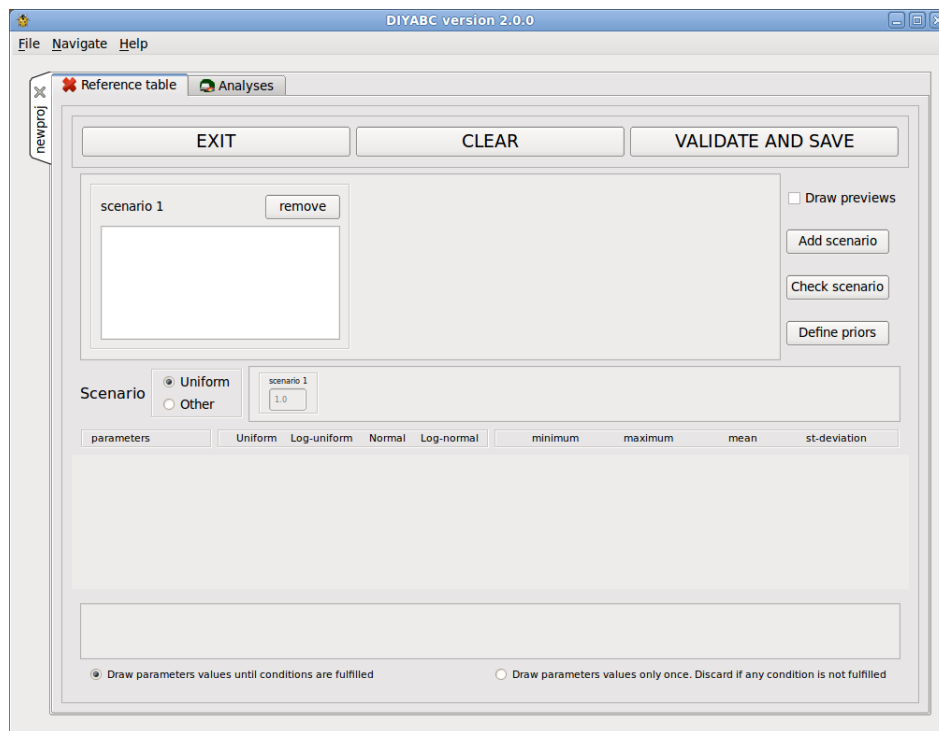 DIYABC version 2.0.0
File Navigate Help
Reference table Analyses
newproj
EXIT CLEAR VALIDATE AND SAVE
scenario 1 remove
Draw previews
Add scenario
Check scenario
Define priors
Scenario
Uniform
Other
scenario 1
1.0
parameters Uniform Log-uniform Normal Log-normal minimum maximum mean st-deviation
Draw parameters values until conditions are fulfilled Draw parameters values only once. Discard if any condition is not fulfilled